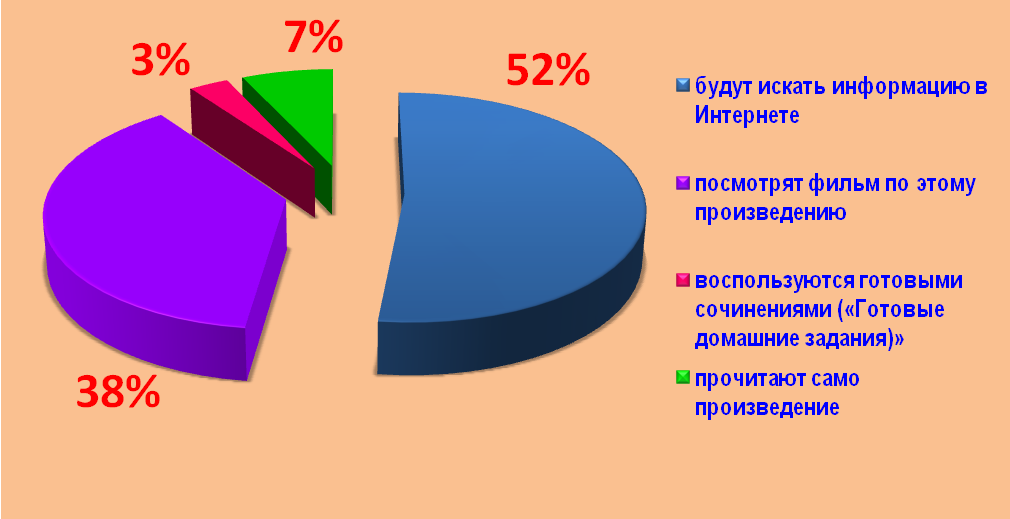 7%
3%
52%
38%
будут искать информацию в
Интернете
посмотрят фильм по этому
произведению
воспользуются готовыми
сочинениями («Готовые
домашние задания)»
прочитают само
произведение